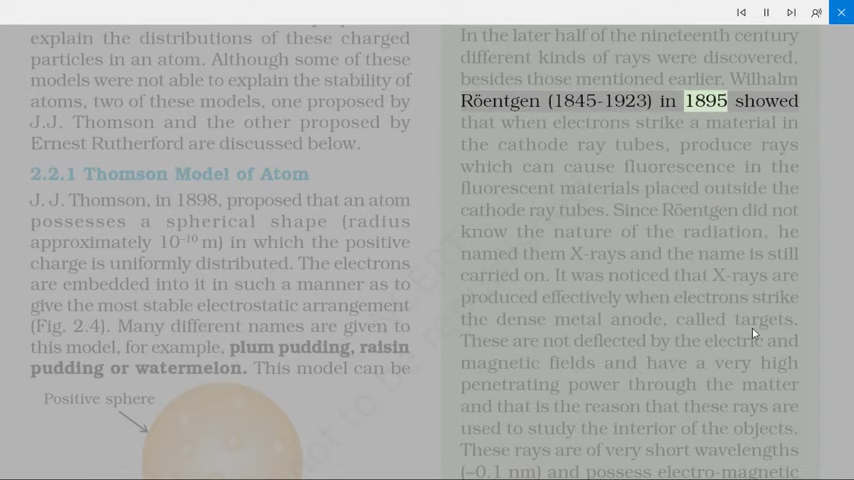 explain the distributions of these charged
particles in an atom. Although some of these
models were not able to explain the stability of
atoms, two of these models, one proposed by
J.J. Thomson and the other proposed by
Ernest Rutherford are discussed below.
2.2.1 Thomson Model of Atom
J. J. Thomson, in 1898, proposed that an atom
possesses a spherical shape (radius
approximately 10⁻¹⁰ m) in which the positive
charge is uniformly distributed. The electrons
are embedded into it in such a manner as to
give the most stable electrostatic arrangement
(Fig. 2.4). Many different names are given to
this model, for example, plum pudding, raisin
pudding or watermelon. This model can be
Positive sphere
In the later half of the nineteenth century
different kinds of rays were discovered,
besides those mentioned earlier. Wilhalm
Röentgen (1845-1923) in 1895 showed
that when electrons strike a material in
the cathode ray tubes, produce rays
which can cause fluorescence in the
fluorescent materials placed outside the
cathode ray tubes. Since Röentgen did not
know the nature of the radiation, he
named them X-rays and the name is still
carried on. It was noticed that X-rays are
produced effectively when electrons strike
the dense metal anode, called targets.
These are not deflected by the electric and
magnetic fields and have a very high
penetrating power through the matter
and that is the reason that these rays are
used to study the interior of the objects.
These rays are of very short wavelengths
(∼0.1 nm) and possess electro-magnetic
not to be